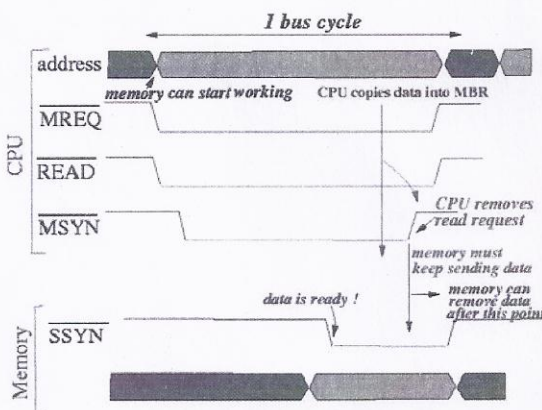 1 bus cycle
address
memory can start working
CPU copies data into MBR
MREQ
CPU
READ
CPU removes
read request
MSYN
memory must
keep sending data
memory can
remove data
after this point
data is ready !
SSYN
Memory